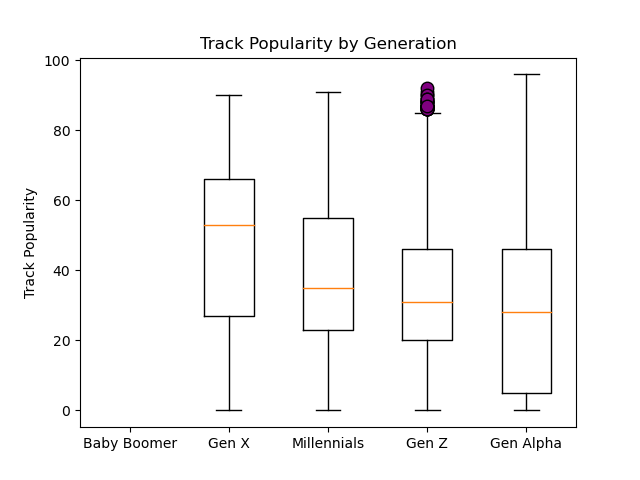 Track Popularity by Generation
100
80
60
40
20
0
Track Popularity
Baby Boomer Gen X Millennials Gen Z Gen Alpha